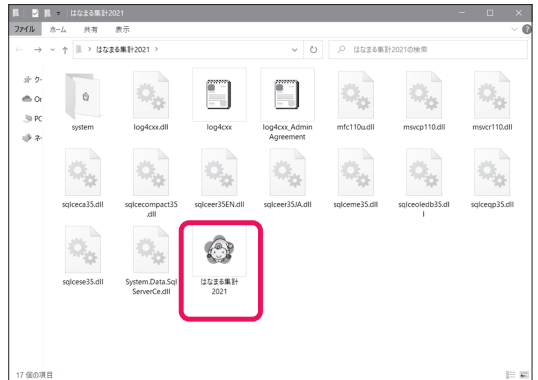 はなまる集計2021
ファイル ホーム 共有 表示
はなまる集計2021
はなまる集計2021の検索
ク
On
PC
ネ
system
log4cxx.dll
log4cxx
log4cxx_Admin
Agreement
mfc110u.dll
msvcp110.dll
msvcr110.dll
sqlceca35.dll
sqlcecompact35
.dll
sqlceer35EN.dll
sqlceer35JA.dll
sqlceme35.dll
sqlceoledb35.dl
l
sqlceqp35.dll
sqlcese35.dll
System.Data.Sql
ServerCe.dll
はなまる集計
2021
17 個の項目